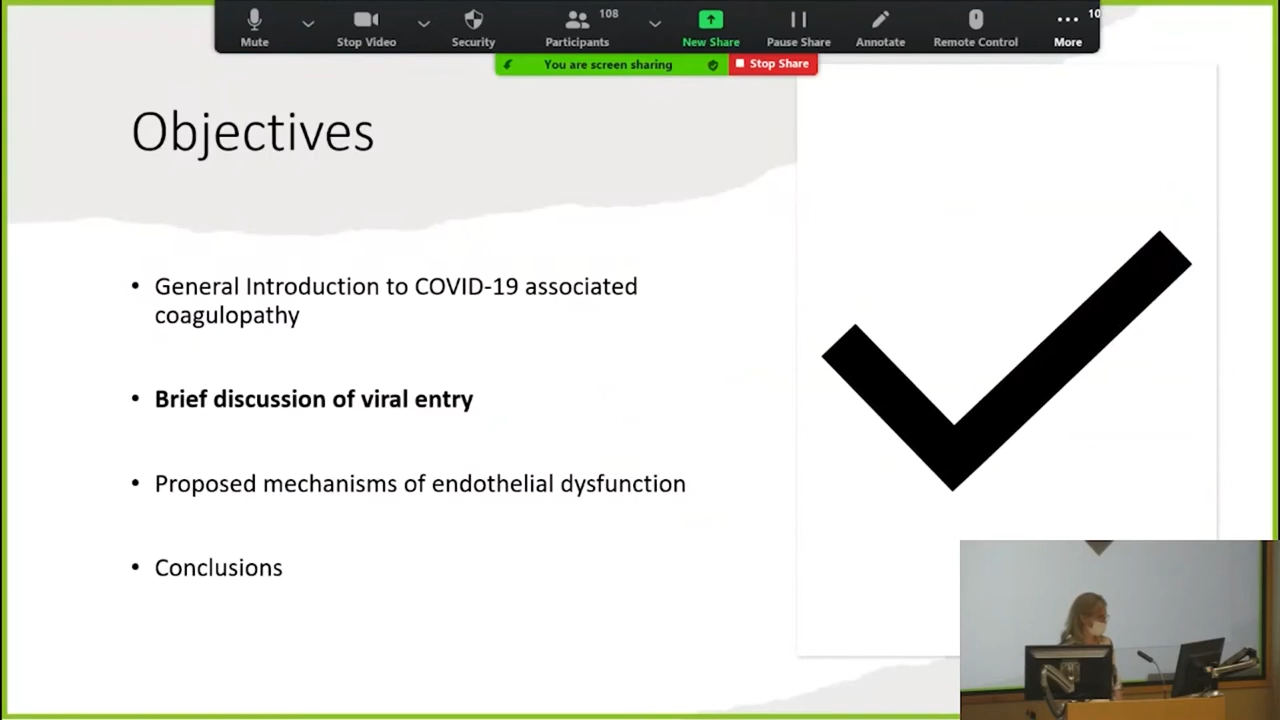 108
10
Mute
Stop Video
Security
Participants
New Share
Pause Share
Annotate
Remote Control
More
You are screen sharing
Stop Share
Objectives
• General Introduction to COVID-19 associated
coagulopathy
• Brief discussion of viral entry
• Proposed mechanisms of endothelial dysfunction
• Conclusions